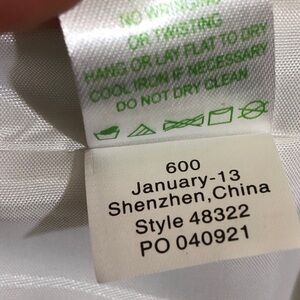 NO WRINGING
OR TWISTING
HANG OR LAY FLAT TO DRY
COOL IRON IF NECESSARY
DO NOT DRY CLEAN
600
January-13
Shenzhen,China
Style 48322
PO 040921